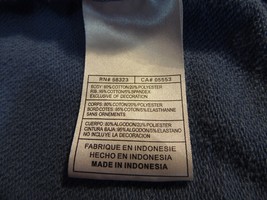 RN# 58323 CA# 05553
BODY: 80%COTTON/20%POLYESTER
RIB: 95%COTTON/5%SPANDEX
EXCLUSIVE OF DECORATION
CORPS: 80%COTON/20%POLYESTER
BORD COTES: 95%COTON/5%ELASTHANNE
SANS ORNEMENTS.
CUERPO: 80%ALGODON/20%POLIESTER
CINTURA BAJA: 95%ALGODON/5%ELASTANO
NO INCLUYE LA DECORACION
FABRIQUE EN INDONESIE
HECHO EN INDONESIA
MADE IN INDONESIA